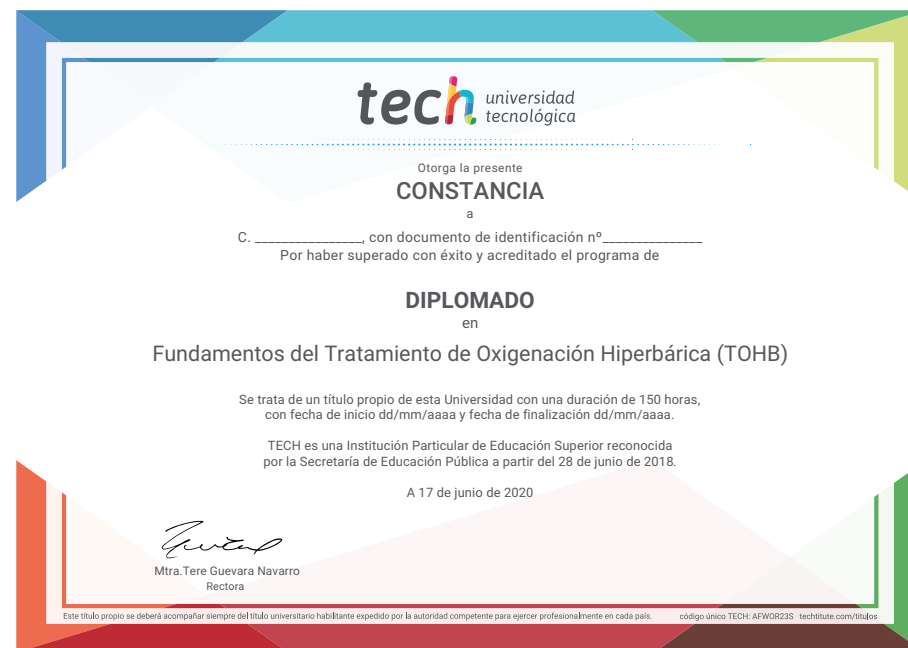 tech universidad
tecnológica
Otorga la presente
CONSTANCIA
a
C. ________________, con documento de identificación nº_______________
Por haber superado con éxito y acreditado el programa de
DIPLOMADO
en
Fundamentos del Tratamiento de Oxigenación Hiperbárica (TOHB)
Se trata de un título propio de esta Universidad con una duración de 150 horas,
con fecha de inicio dd/mm/aaaa y fecha de finalización dd/mm/aaaa.
TECH es una Institución Particular de Educación Superior reconocida
por la Secretaría de Educación Pública a partir del 28 de junio de 2018.
A 17 de junio de 2020
Mtra.Tere Guevara Navarro
Rectora
Este título propio se deberá acompañar siempre del título universitario habilitante expedido por la autoridad competente para ejercer profesionalmente en cada país. código único TECH: AFWOR23S techtitute.com/titulos